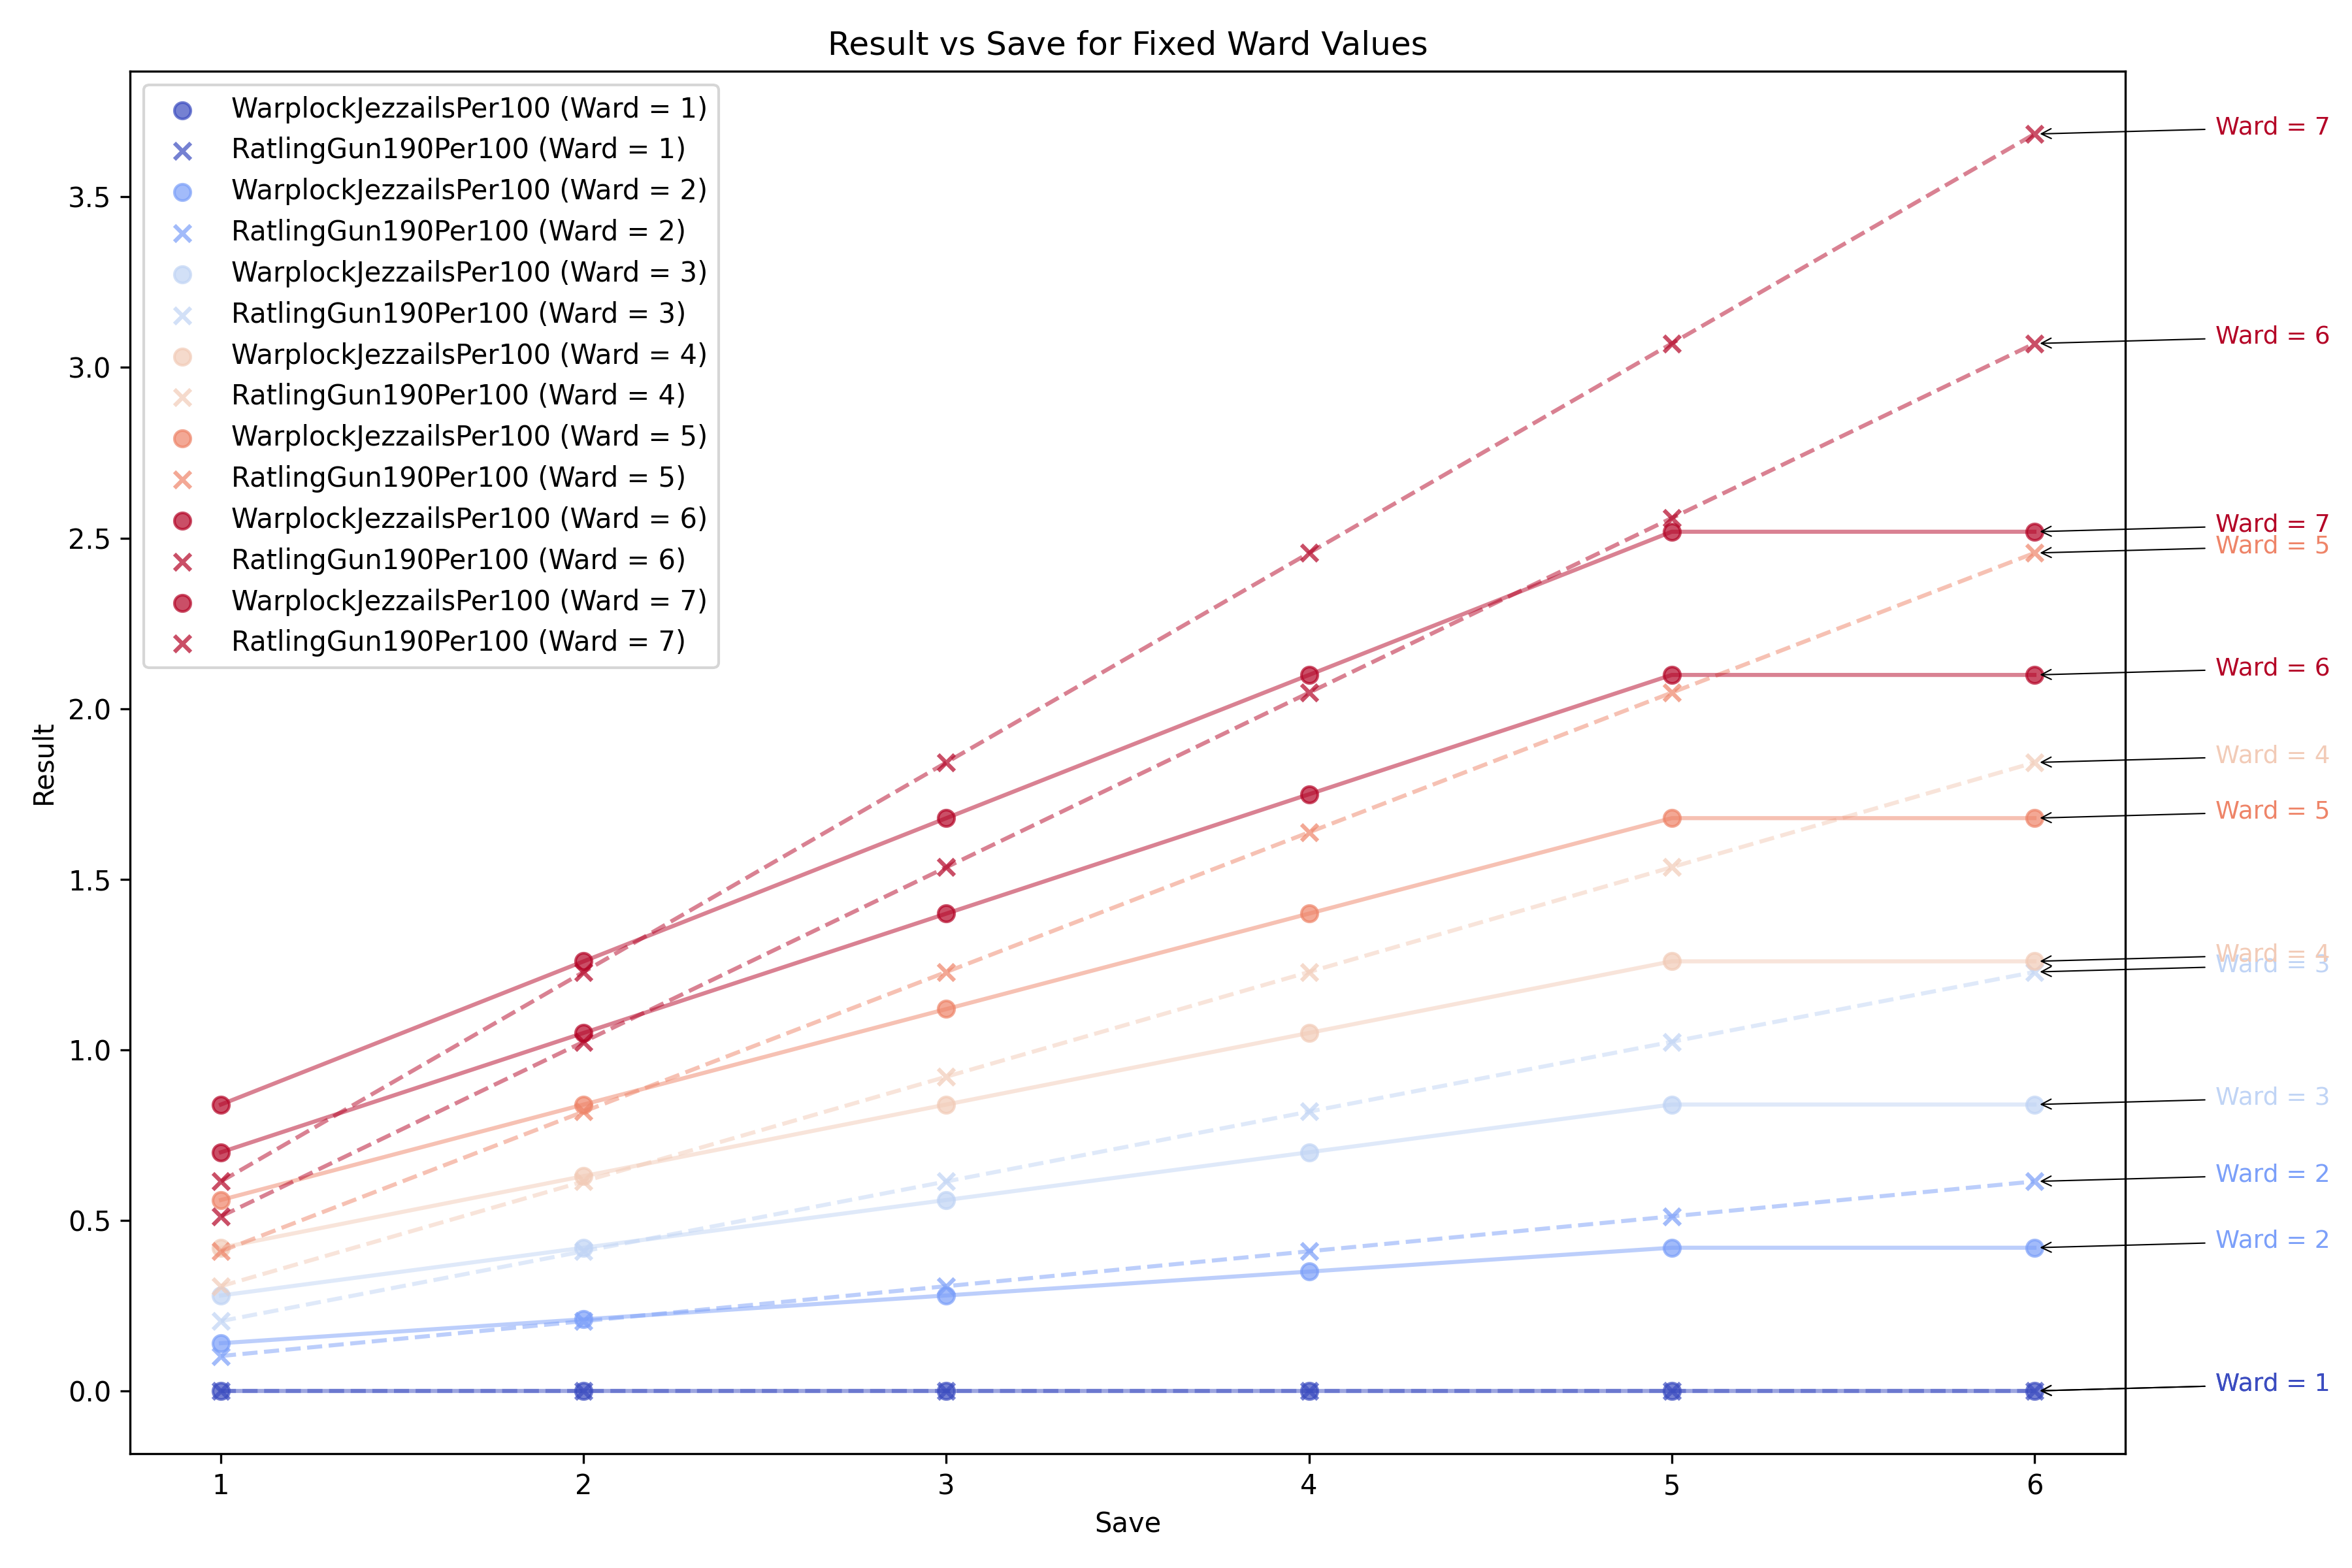 Result vs Save for Fixed Ward Values
WarplockJezzailsPer100 (Ward = 1)
RatlingGun190Per100 (Ward = 1)
WarplockJezzailsPer100 (Ward = 2)
RatlingGun190Per100 (Ward = 2)
WarplockJezzailsPer100 (Ward = 3)
RatlingGun190Per100 (Ward = 3)
WarplockJezzailsPer100 (Ward = 4)
RatlingGun190Per100 (Ward = 4)
WarplockJezzailsPer100 (Ward = 5)
RatlingGun190Per100 (Ward = 5)
WarplockJezzailsPer100 (Ward = 6)
RatlingGun190Per100 (Ward = 6)
WarplockJezzailsPer100 (Ward = 7)
RatlingGun190Per100 (Ward = 7)
Result
3.5
3.0
2.5
2.0
1.5
1.0
0.5
0.0
1 2 3 4 5 6
Save
Ward = 7
Ward = 6
Ward = 7
Ward = 5
Ward = 6
Ward = 4
Ward = 5
Ward = 4
Ward = 3
Ward = 3
Ward = 2
Ward = 2
Ward = 1